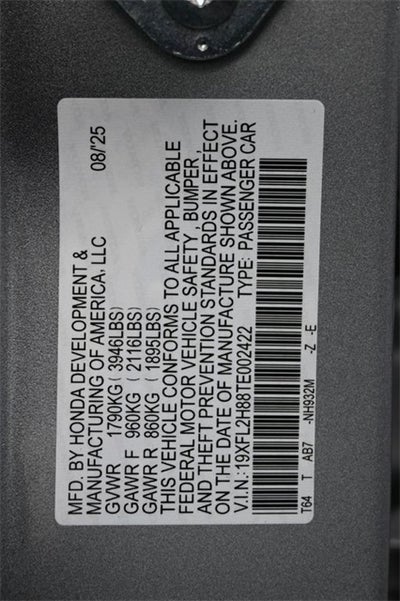 MFD. BY HONDA DEVELOPMENT &
MANUFACTURING OF AMERICA, LLC 08/'25
GVWR 1790KG ( 3946LBS)
GAWR F 960KG ( 2116LBS)
GAWR R 860KG ( 1895LBS)
THIS VEHICLE CONFORMS TO ALL APPLICABLE
FEDERAL MOTOR VEHICLE SAFETY , BUMPER ,
AND THEFT PREVENTION STANDARDS IN EFFECT
ON THE DATE OF MANUFACTURE SHOWN ABOVE.
V.I.N.:19XFL2H88TE002422 TYPE: PASSENGER CAR
T64 T AB7 -NH932M -Z -E